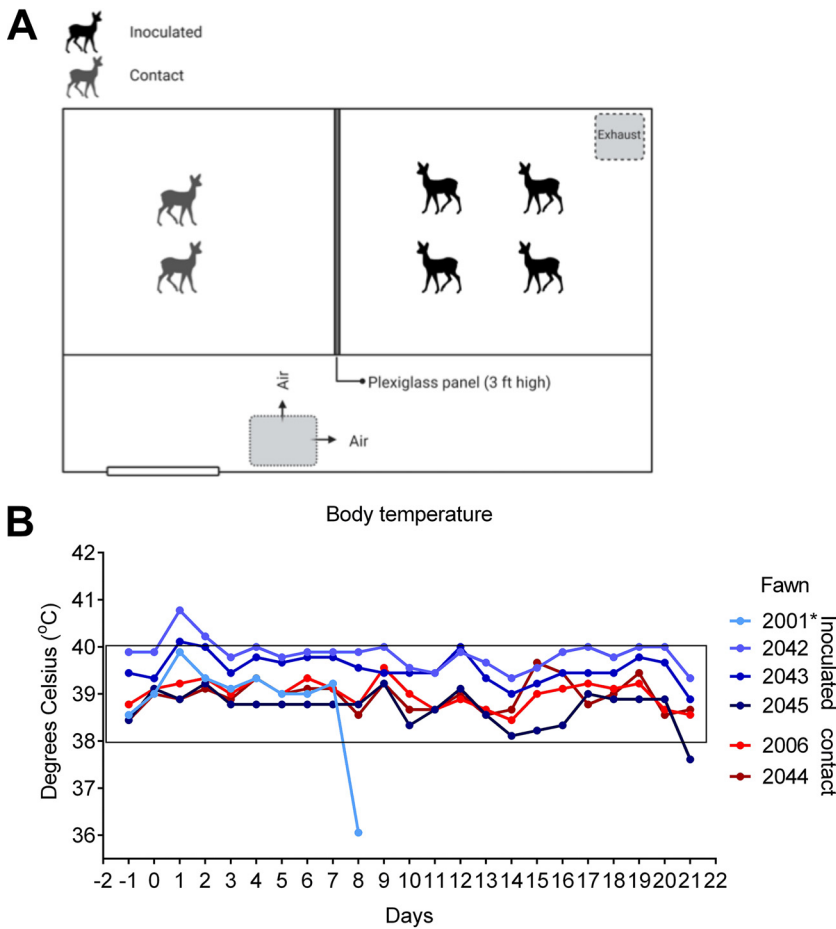 A
Inoculated
Contact
Exhaust
Plexiglass panel (3 ft high)
Air
Air
B
Body temperature
Degrees Celsius (⁰C)
42
41
40
39
38
37
36
-2 -1 0 1 2 3 4 5 6 7 8 9 10 11 12 13 14 15 16 17 18 19 20 21 22
Days
Fawn
2001*
2042
2043
2045
2006
2044
Inoculated
contact